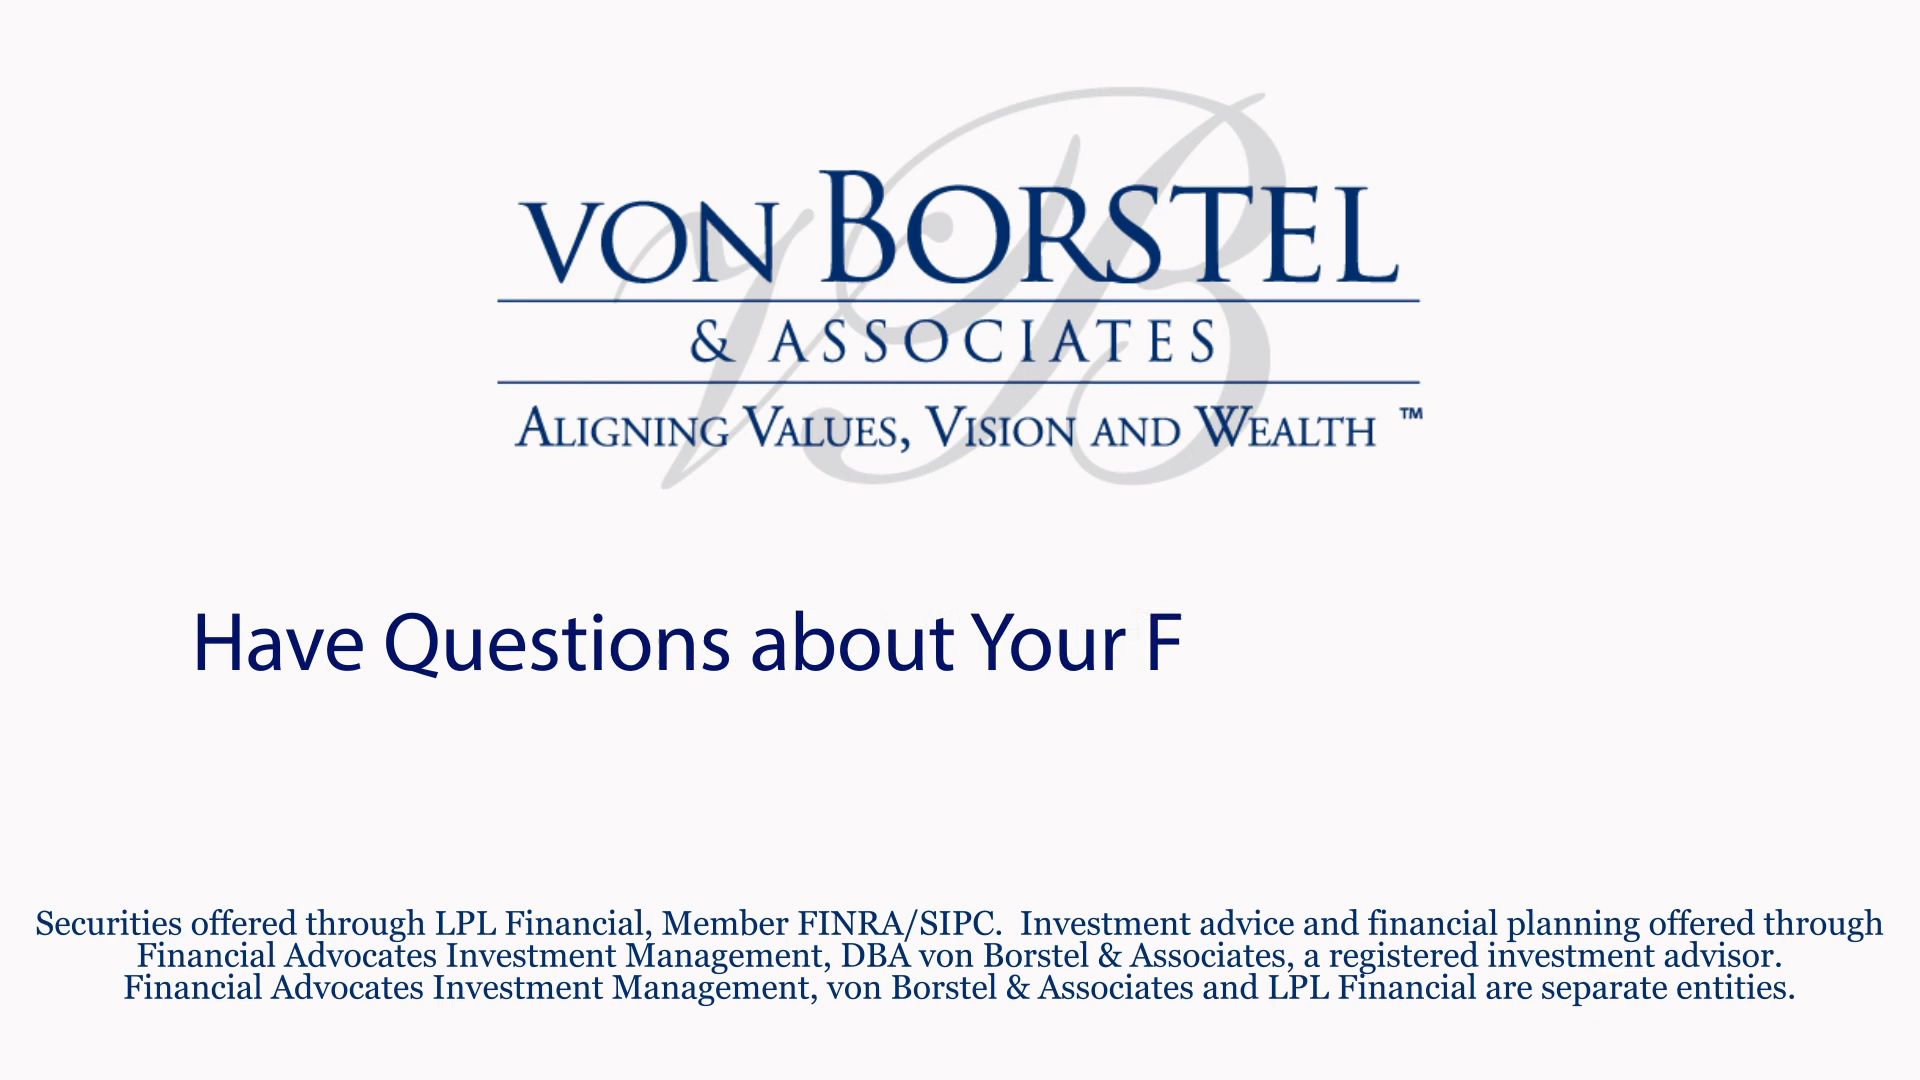 VON BORSTEL
& ASSOCIATES
ALIGNING VALUES, VISION AND WEALTH ™
Have Questions about Your F
Securities offered through LPL Financial, Member FINRA/SIPC.  Investment advice and financial planning offered through
Financial Advocates Investment Management, DBA von Borstel & Associates, a registered investment advisor.
Financial Advocates Investment Management, von Borstel & Associates and LPL Financial are separate entities.